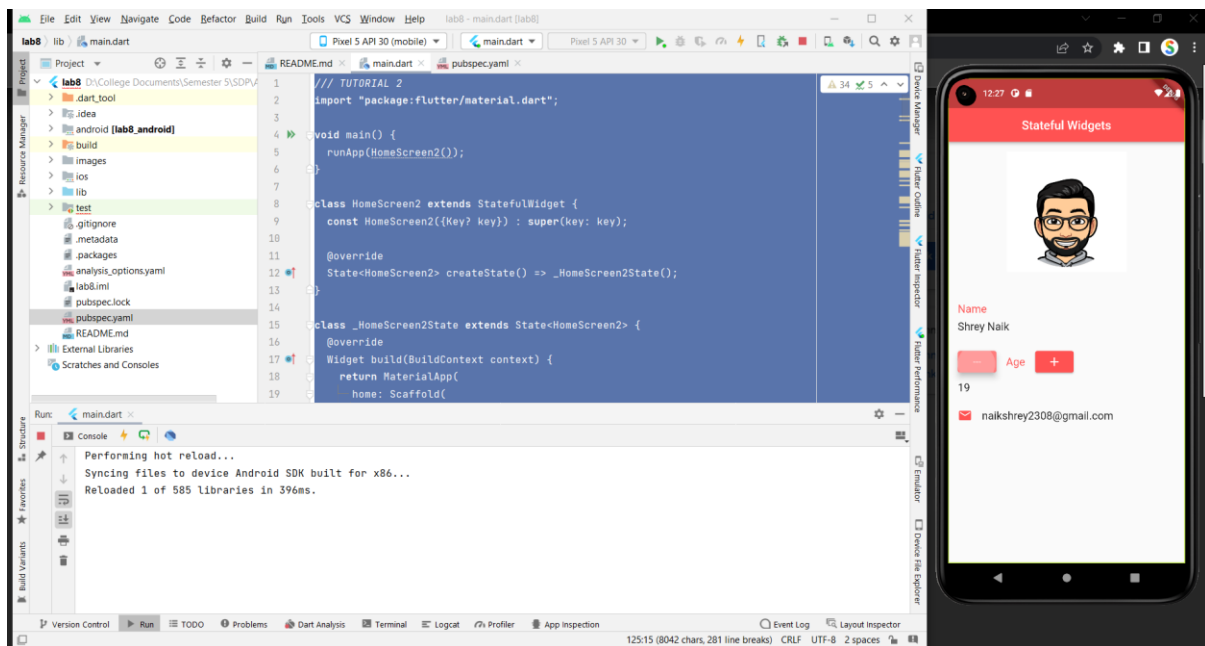 File Edit View Navigate Code Refactor Build Run Tools VCS Window Help lab8 - main.dart [lab8]
lab8 lib main.dart Pixel 5 API 30 (mobile) main.dart Pixel 5 API 30
Project README.md main.dart pubspec.yaml
Project
Resource Manager
Structure
Favorites
Build Variants
lab8 D:\College Documents\Semester 5\SDP\
.dart_tool
.idea
android [lab8_android]
build
images
ios
lib
test
.gitignore
.metadata
.packages
analysis_options.yaml
lab8.iml
pubspec.lock
pubspec.yaml
README.md
External Libraries
Scratches and Consoles
34 5
1 /// TUTORIAL 2
2 import "package:flutter/material.dart";
3
4 void main() {
5 runApp(HomeScreen2());
6 }
7
8 class HomeScreen2 extends StatefulWidget {
9 const HomeScreen2({Key? key}) : super(key: key);
10
11 @override
12 State<HomeScreen2> createState() => _HomeScreen2State();
13 }
14
15 class _HomeScreen2State extends State<HomeScreen2> {
16 @override
17 Widget build(BuildContext context) {
18 return MaterialApp(
19 home: Scaffold(
Device Manager
Flutter Outline
Flutter Inspector
Flutter Performance
Emulator
Device File Explorer
Run: main.dart
Console
Performing hot reload...
Syncing files to device Android SDK built for x86...
Reloaded 1 of 585 libraries in 396ms.
Version Control Run TODO Problems Dart Analysis Terminal Logcat Profiler App Inspection Event Log Layout Inspector
125:15 (8042 chars, 281 line breaks) CRLF UTF-8 2 spaces
S
12:27
Stateful Widgets
Name
Shrey Naik
— Age +
19
naikshrey2308@gmail.com